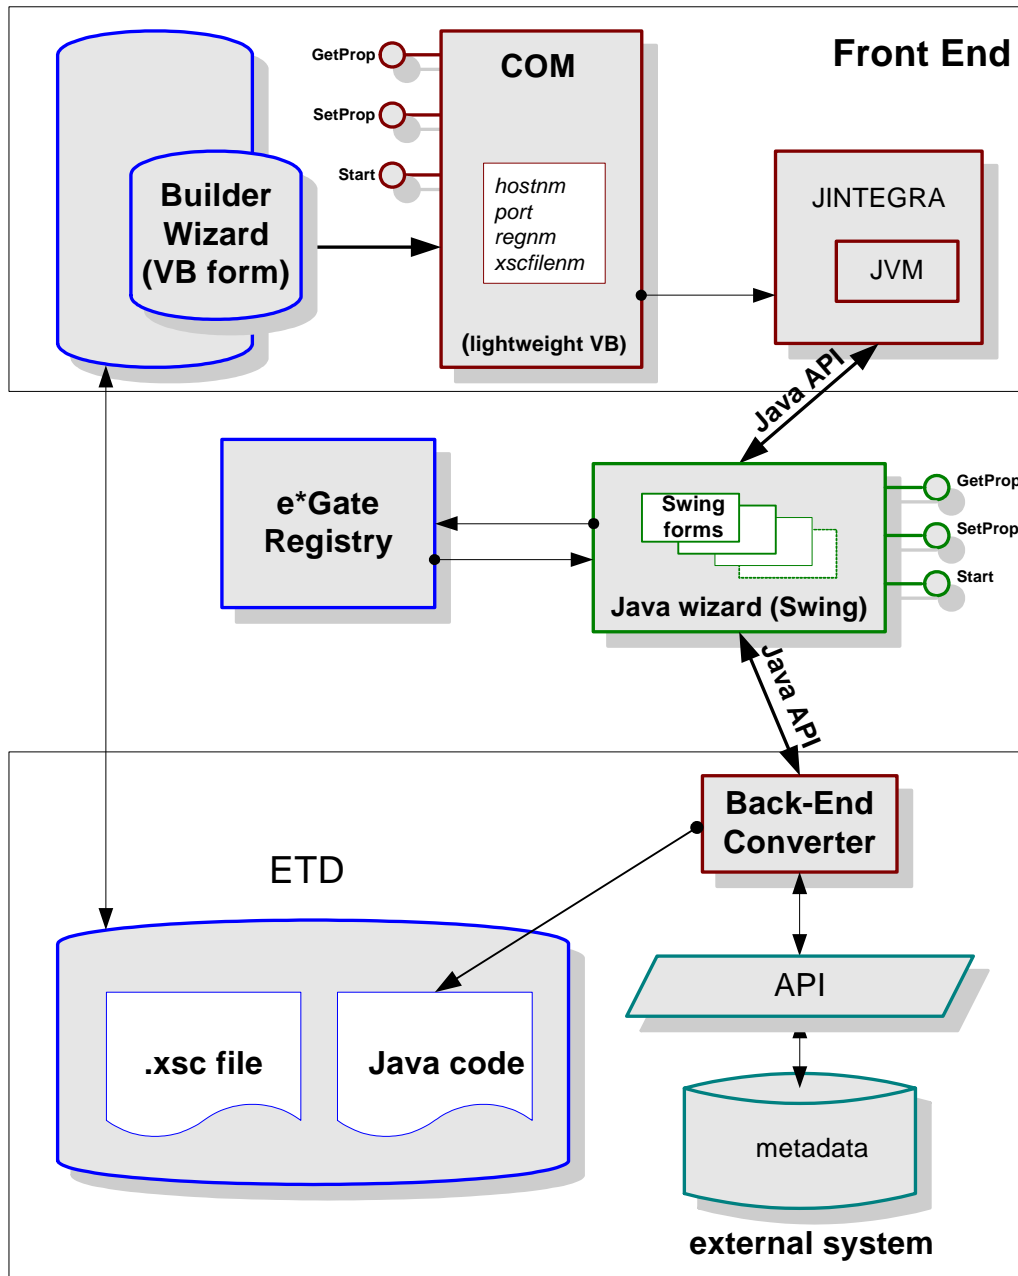 Front End
GetProp
SetProp
Start
COM
hostnm
port
regnm
xscfilenm
(lightweight VB)
Builder
Wizard
(VB form)
JINTEGRA
JVM
Java API
e*Gate
Registry
Swing
forms
Java wizard (Swing)
GetProp
SetProp
Start
Java API
Back-End
Converter
ETD
.xsc file
Java code
API
metadata
external system